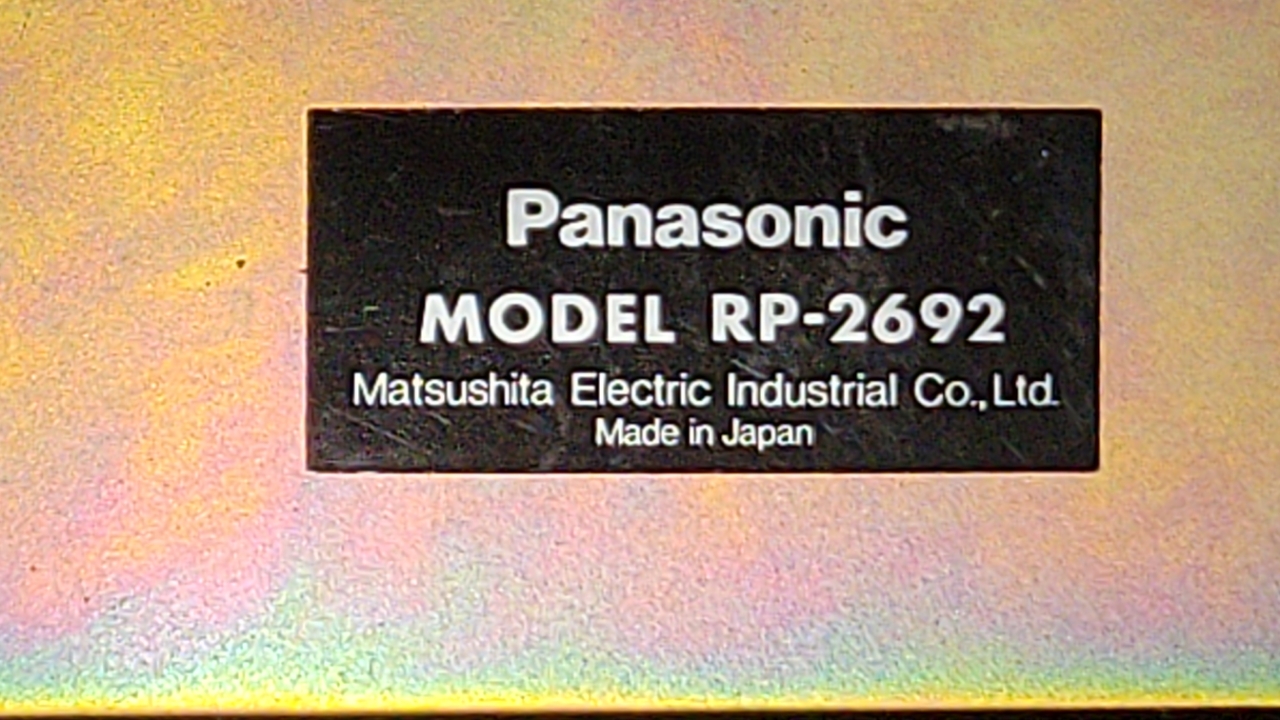 Panasonic
MODEL RP-2692
Matsushita Electric Industrial Co., Ltd.
Made in Japan